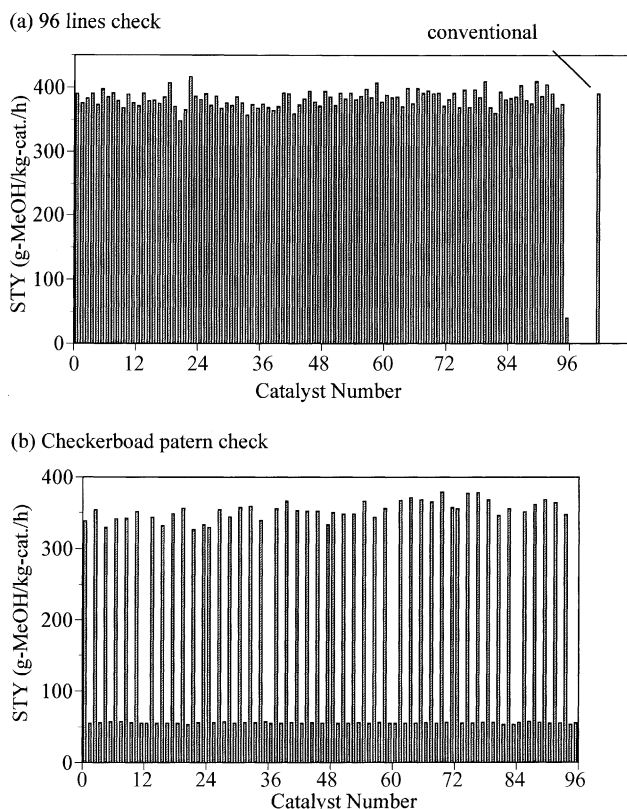 (a) 96 lines check
conventional
400
300
200
100
0
STY (g-MeOH/kg-cat./h)
0 12 24 36 48 60 72 84 96
Catalyst Number
(b) Checkerboad patern check
400
300
200
100
0
STY (g-MeOH/kg-cat./h)
0 12 24 36 48 60 72 84 96
Catalyst Number